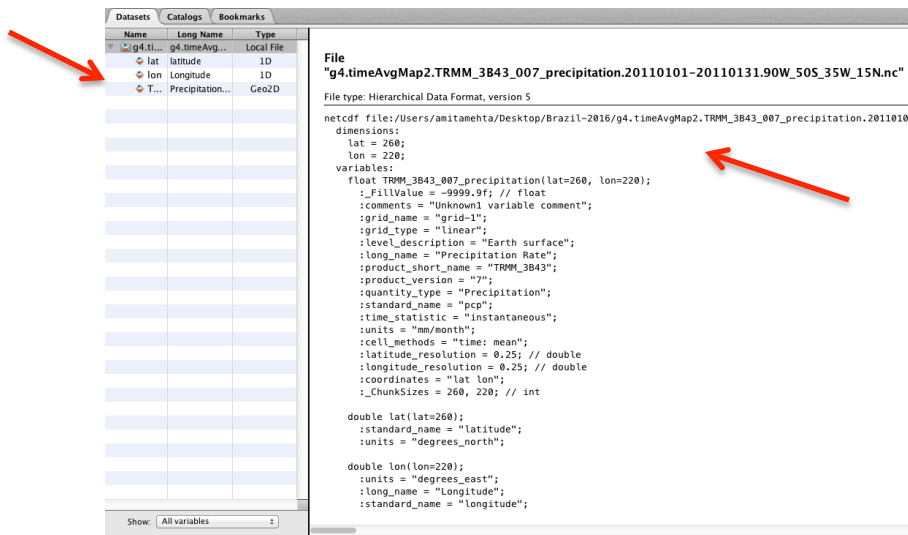 Datasets Catalogs Bookmarks
Name Long Name Type
g4.ti... g4.timeAvg... Local File
lat latitude 1D
lon Longitude 1D
T... Precipitation... Geo2D
Show: All variables
File
"g4.timeAvgMap2.TRMM_3B43_007_precipitation.20110101-20110131.90W_50S_35W_15N.nc"
File type: Hierarchical Data Format, version 5
netcdf file:/Users/amitamehta/Desktop/Brazil-2016/g4.timeAvgMap2.TRMM_3B43_007_precipitation.2011010
dimensions:
lat = 260;
lon = 220;
variables:
float TRMM_3B43_007_precipitation(lat=260, lon=220);
:_FillValue = -9999.9f; // float
:comments = "Unknown1 variable comment";
:grid_name = "grid-1";
:grid_type = "linear";
:level_description = "Earth surface";
:long_name = "Precipitation Rate";
:product_short_name = "TRMM_3B43";
:product_version = "7";
:quantity_type = "Precipitation";
:standard_name = "pcp";
:time_statistic = "instantaneous";
:units = "mm/month";
:cell_methods = "time: mean";
:latitude_resolution = 0.25; // double
:longitude_resolution = 0.25; // double
:coordinates = "lat lon";
:_ChunkSizes = 260, 220; // int
double lat(lat=260);
:standard_name = "latitude";
:units = "degrees_north";
double lon(lon=220);
:units = "degrees_east";
:long_name = "Longitude";
:standard_name = "longitude";